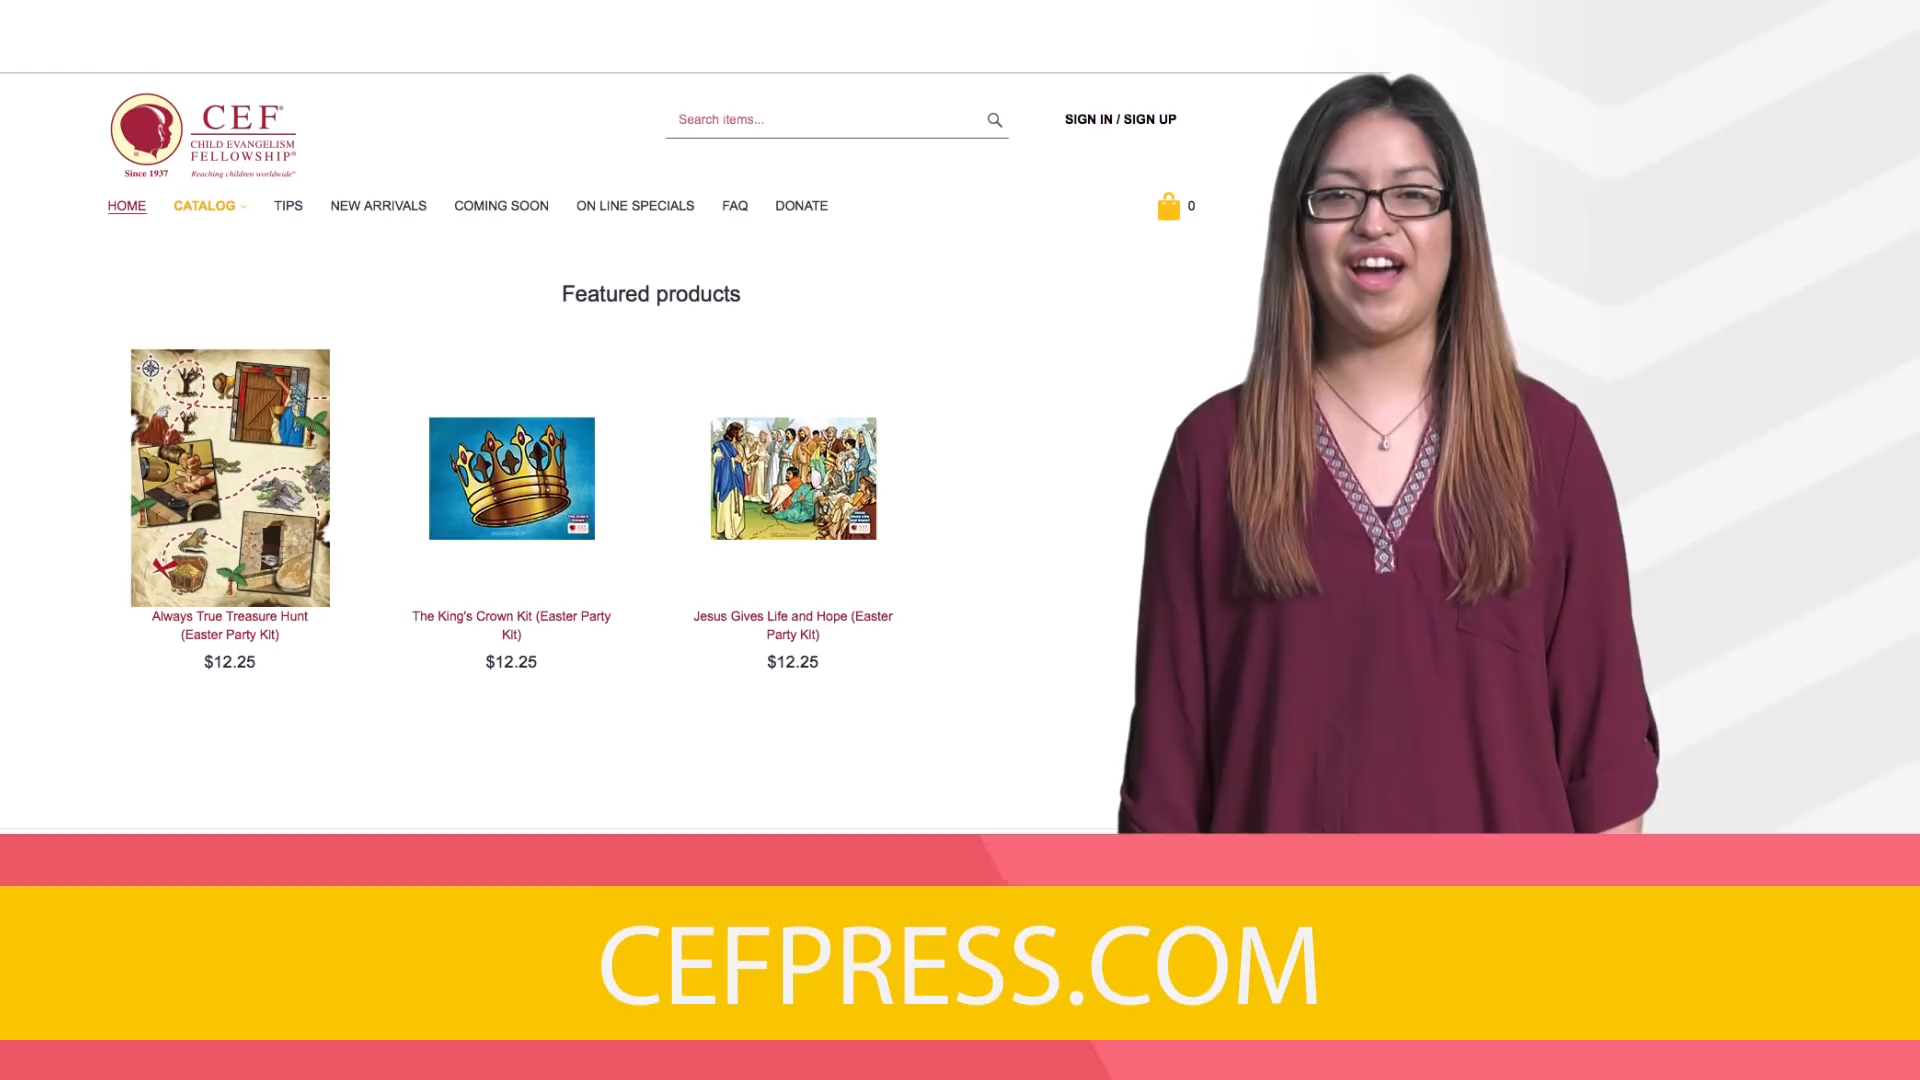 CEF®
CHILD EVANGELISM
FELLOWSHIP®
Since 1937
Reaching children worldwide
Search items...
SIGN IN / SIGN UP
HOME
CATALOG
TIPS
NEW ARRIVALS
COMING SOON
ON LINE SPECIALS
FAQ
DONATE
0
Featured products
Always True Treasure Hunt
(Easter Party Kit)
$12.25
The King's Crown Kit (Easter Party
Kit)
$12.25
Jesus Gives Life and Hope (Easter
Party Kit)
$12.25
CEFPRESS.COM